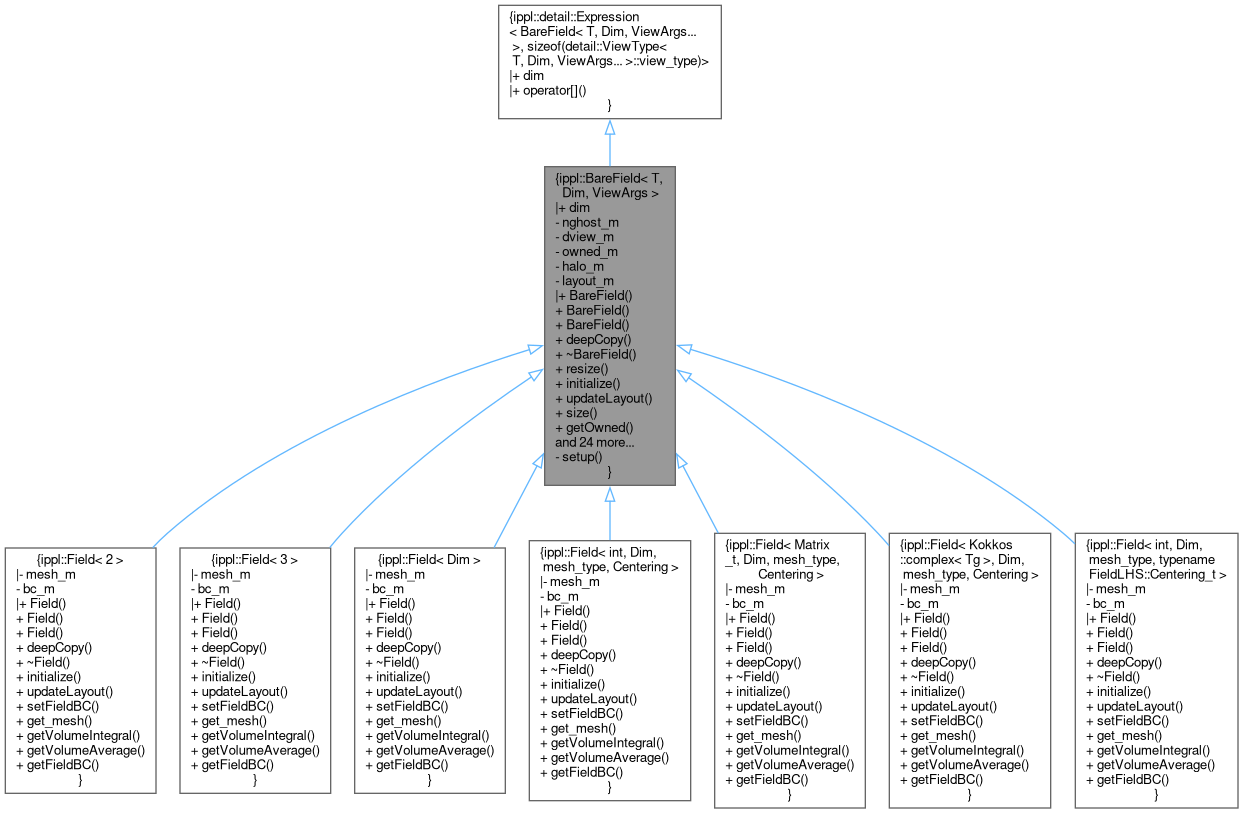 {ippl::detail::Expression
< BareField< T, Dim, ViewArgs...
>, sizeof(detail::ViewType<
T, Dim, ViewArgs... >::view_type)>
|+ dim
|+ operator[]()
}
{ippl::BareField< T,
Dim, ViewArgs >
|+ dim
- nghost_m
- dview_m
- owned_m
- halo_m
- layout_m
|+ BareField()
+ BareField()
+ BareField()
+ deepCopy()
+ ~BareField()
+ resize()
+ initialize()
+ updateLayout()
+ size()
+ getOwned()
and 24 more...
- setup()
}
{ippl::Field< 2 >
|- mesh_m
- bc_m
|+ Field()
+ Field()
+ Field()
+ deepCopy()
+ ~Field()
+ initialize()
+ updateLayout()
+ setFieldBC()
+ get_mesh()
+ getVolumeIntegral()
+ getVolumeAverage()
+ getFieldBC()
}
{ippl::Field< 3 >
|- mesh_m
- bc_m
|+ Field()
+ Field()
+ Field()
+ deepCopy()
+ ~Field()
+ initialize()
+ updateLayout()
+ setFieldBC()
+ get_mesh()
+ getVolumeIntegral()
+ getVolumeAverage()
+ getFieldBC()
}
{ippl::Field< Dim >
|- mesh_m
- bc_m
|+ Field()
+ Field()
+ Field()
+ deepCopy()
+ ~Field()
+ initialize()
+ updateLayout()
+ setFieldBC()
+ get_mesh()
+ getVolumeIntegral()
+ getVolumeAverage()
+ getFieldBC()
}
{ippl::Field< int, Dim,
mesh_type, Centering >
|- mesh_m
- bc_m
|+ Field()
+ Field()
+ Field()
+ deepCopy()
+ ~Field()
+ initialize()
+ updateLayout()
+ setFieldBC()
+ get_mesh()
+ getVolumeIntegral()
+ getVolumeAverage()
+ getFieldBC()
}
{ippl::Field< Matrix
_t, Dim, mesh_type,
Centering >
|- mesh_m
- bc_m
|+ Field()
+ Field()
+ Field()
+ deepCopy()
+ ~Field()
+ initialize()
+ updateLayout()
+ setFieldBC()
+ get_mesh()
+ getVolumeIntegral()
+ getVolumeAverage()
+ getFieldBC()
}
{ippl::Field< Kokkos
::complex< Tg >, Dim,
mesh_type, Centering >
|- mesh_m
- bc_m
|+ Field()
+ Field()
+ Field()
+ deepCopy()
+ ~Field()
+ initialize()
+ updateLayout()
+ setFieldBC()
+ get_mesh()
+ getVolumeIntegral()
+ getVolumeAverage()
+ getFieldBC()
}
{ippl::Field< int, Dim,
mesh_type, typename
FieldLHS::Centering_t >
|- mesh_m
- bc_m
|+ Field()
+ Field()
+ Field()
+ deepCopy()
+ ~Field()
+ initialize()
+ updateLayout()
+ setFieldBC()
+ get_mesh()
+ getVolumeIntegral()
+ getVolumeAverage()
+ getFieldBC()
}